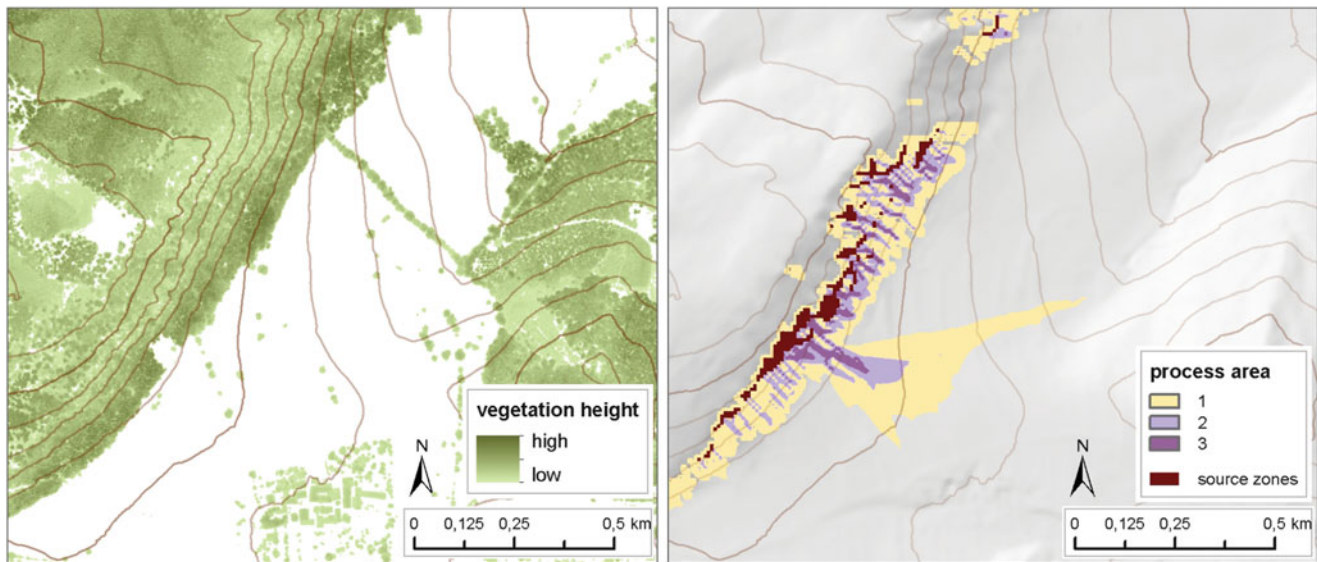 vegetation height
high
low
N
0 0,125 0,25 0,5 km
process area
1
2
3
source zones
N
0 0,125 0,25 0,5 km